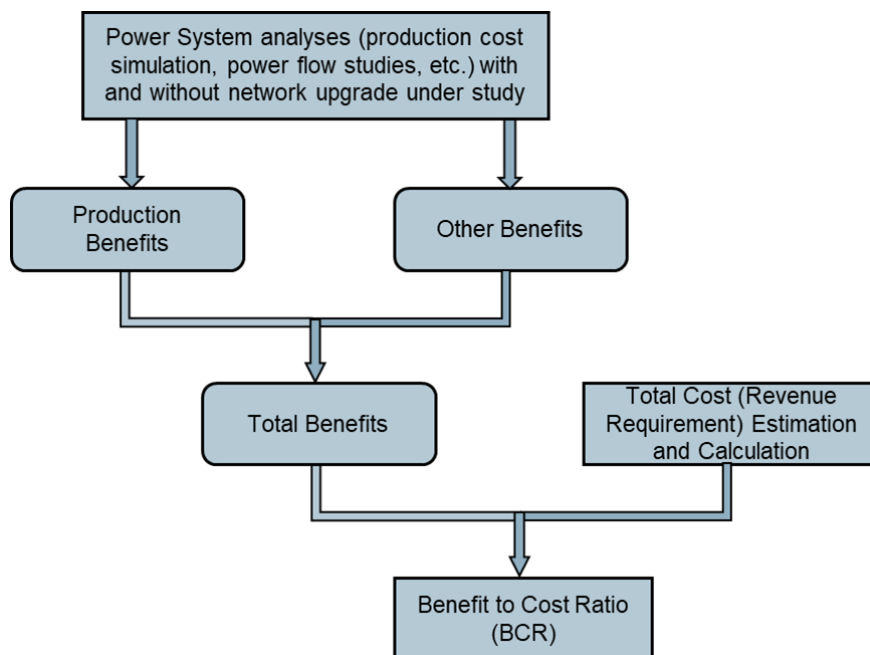 Power System analyses (production cost
simulation, power flow studies, etc.) with
and without network upgrade under study
Production
Benefits
Other Benefits
Total Benefits
Total Cost (Revenue
Requirement) Estimation
and Calculation
Benefit to Cost Ratio
(BCR)